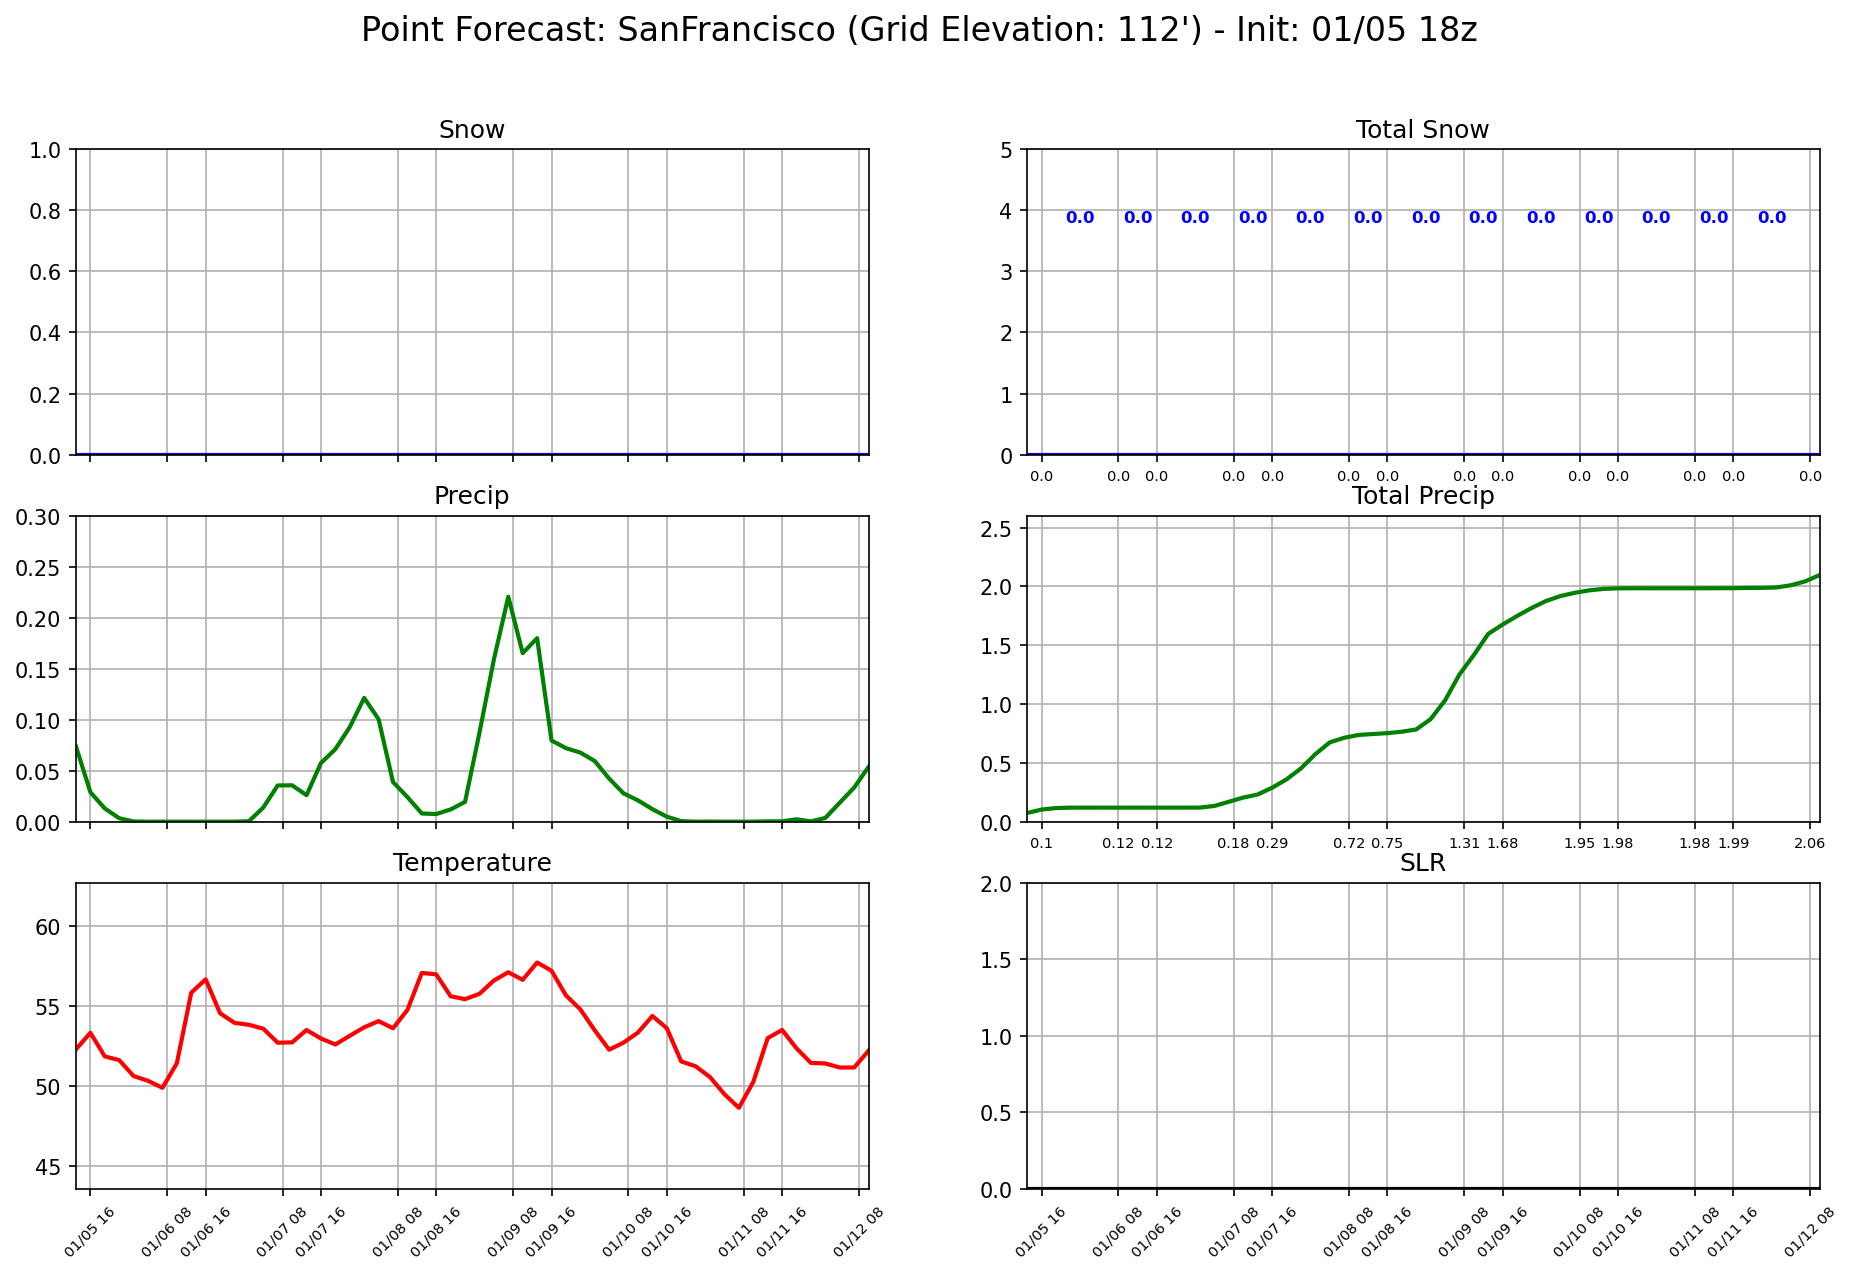 Point Forecast: SanFrancisco (Grid Elevation: 112') - Init: 01/05 18z
Snow
1.0
0.8
0.6
0.4
0.2
0.0
Total Snow
5
4
3
2
1
0
0.0 0.0 0.0 0.0 0.0 0.0 0.0 0.0 0.0 0.0 0.0 0.0 0.0
0.0 0.0 0.0 0.0 0.0 0.0 0.0 0.0 0.0 0.0 0.0 0.0 0.0 0.0
Precip
0.30
0.25
0.20
0.15
0.10
0.05
0.00
Total Precip
2.5
2.0
1.5
1.0
0.5
0.0
0.1 0.12 0.12 0.18 0.29 0.72 0.75 1.31 1.68 1.95 1.98 1.98 1.99 2.06
Temperature
60
55
50
45
01/05 16 01/06 08 01/06 16 01/07 08 01/07 16 01/08 08 01/08 16 01/09 08 01/09 16 01/10 08 01/10 16 01/11 08 01/11 16 01/12 08
SLR
2.0
1.5
1.0
0.5
0.0
01/05 16 01/06 08 01/06 16 01/07 08 01/07 16 01/08 08 01/08 16 01/09 08 01/09 16 01/10 08 01/10 16 01/11 08 01/11 16 01/12 08